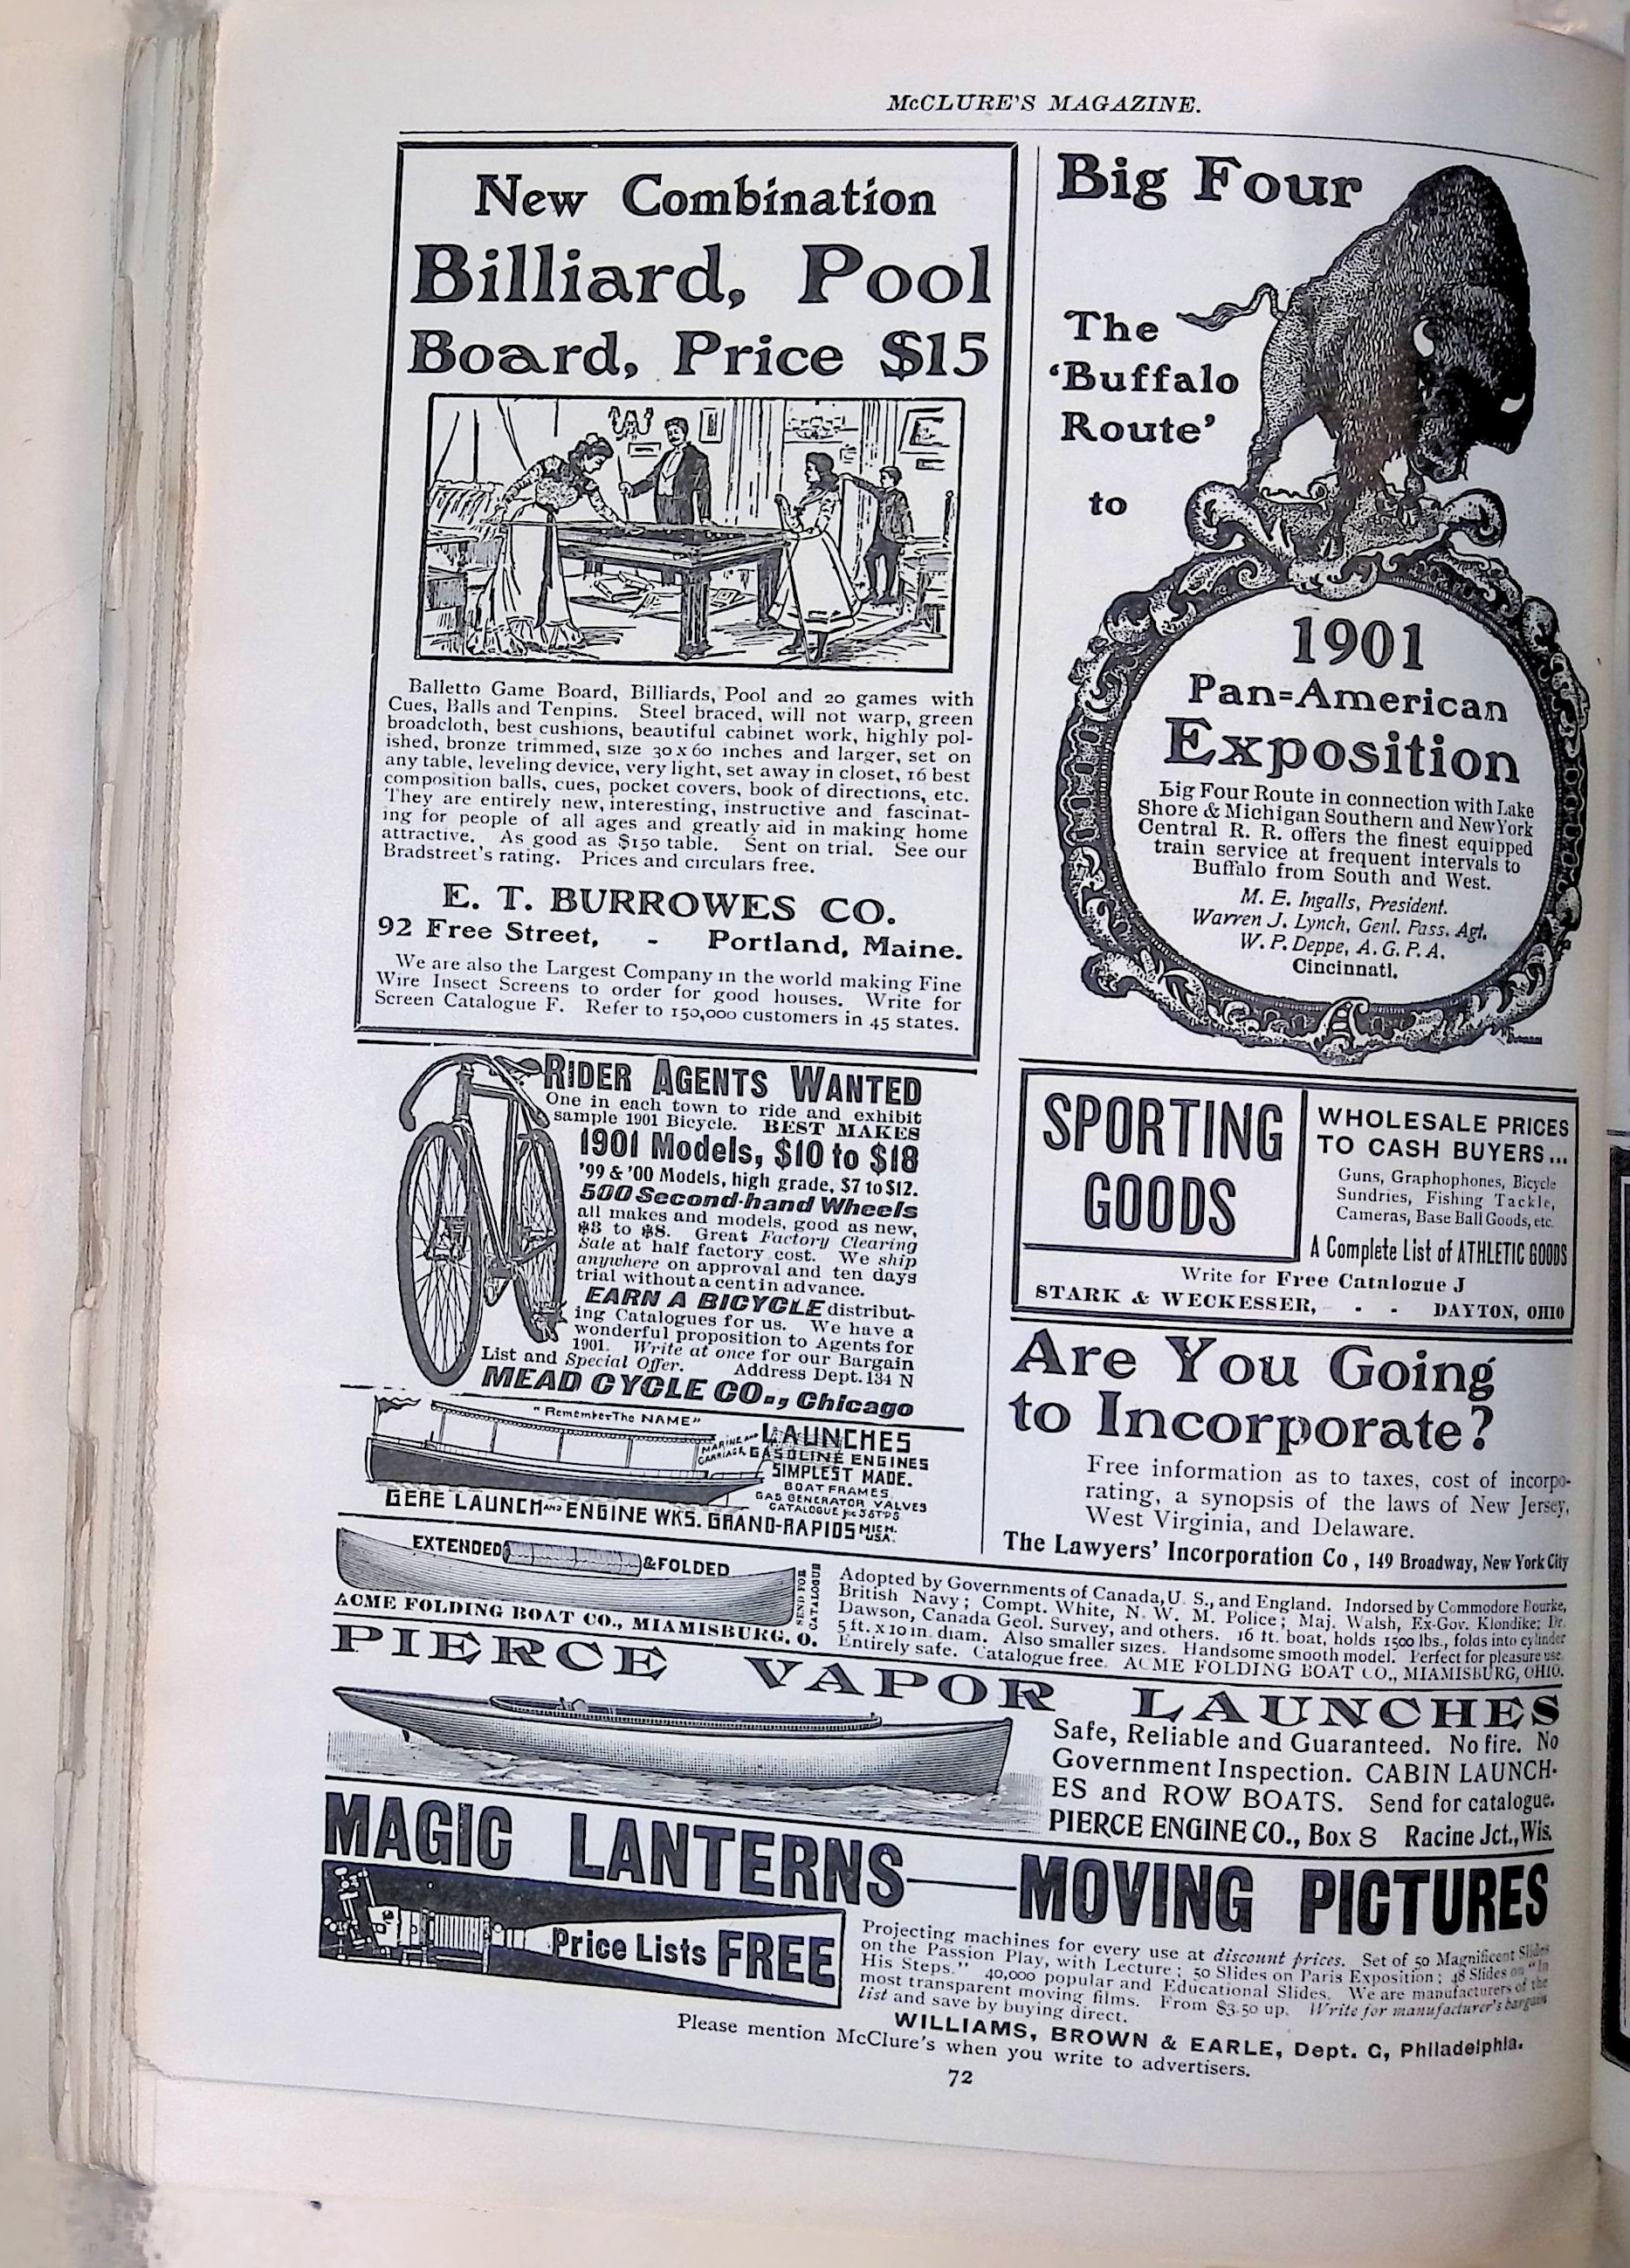 McCLURE'S MAGAZINE.
New Combination
Billiard, Pool
Board, Price $15
Balletto Game Board, Billiards, Pool and 20 games with
Cues, Balls and Tenpins. Steel braced, will not warp, green
broadcloth, best cushions, beautiful cabinet work, highly pol-
ished, bronze trimmed, size 30 x 60 inches and larger, set on
any table, leveling device, very light, set away in closet, 16 best
composition balls, cues, pocket covers, book of directions, etc.
They are entirely new, interesting, instructive and fascinat-
ing for people of all ages and greatly aid in making home
attractive. As good as $150 table. Sent on trial. See our
Bradstreet's rating. Prices and circulars free.
E. T. BURROWES CO.
92 Free Street, - Portland, Maine.
We are also the Largest Company in the world making Fine
Wire Insect Screens to order for good houses. Write for
Screen Catalogue F. Refer to 150,000 customers in 45 states.
RIDER AGENTS WANTED
One in each town to ride and exhibit
sample 1901 Bicycle. BEST MAKES
1901 Models, $10 to $18
'99 & '00 Models, high grade, $7 to $12.
500 Second-hand Wheels
all makes and models, good as new,
$3 to $8. Great Factory Clearing
Sale at half factory cost. We ship
anywhere on approval and ten days
trial without a cent in advance.
EARN A BICYCLE distribut-
ing Catalogues for us. We have a
wonderful proposition to Agents for
1901. Write at once for our Bargain
List and Special Offer. Address Dept. 134 N
MEAD CYCLE CO., Chicago
"Remember The NAME"
LAUNCHES
MARINE AND CARRIAGE GASOLINE ENGINES
SIMPLEST MADE.
BOAT FRAMES
GAS GENERATOR VALVES
CATALOGUE for 3 STPS
GERE LAUNCH AND ENGINE WKS. GRAND-RAPIDS MICH. USA.
EXTENDED & FOLDED
SEND FOR CATALOGUE
ACME FOLDING BOAT CO., MIAMISBURG, O.
Big Four
The
'Buffalo
Route'
to
1901
Pan=American
Exposition
Big Four Route in connection with Lake
Shore & Michigan Southern and New York
Central R. R. offers the finest equipped
train service at frequent intervals to
Buffalo from South and West.
M. E. Ingalls, President.
Warren J. Lynch, Genl. Pass. Agt.
W. P. Deppe, A. G. P. A.
Cincinnati.
SPORTING
GOODS
WHOLESALE PRICES
TO CASH BUYERS...
Guns, Graphophones, Bicycle
Sundries, Fishing Tackle,
Cameras, Base Ball Goods, etc.
A Complete List of ATHLETIC GOODS
Write for Free Catalogue J
STARK & WECKESSER, - - DAYTON, OHIO
Are You Going
to Incorporate?
Free information as to taxes, cost of incorpo-
rating, a synopsis of the laws of New Jersey,
West Virginia, and Delaware.
The Lawyers' Incorporation Co, 149 Broadway, New York City
Adopted by Governments of Canada, U. S., and England. Indorsed by Commodore Bourke,
British Navy; Compt. White, N. W. M. Police; Maj. Walsh, Ex-Gov. Klondike; Dr.
Dawson, Canada Geol. Survey, and others. 16 ft. boat, holds 1500 lbs., folds into cylinder
5 ft. x 10 in. diam. Also smaller sizes. Handsome smooth model. Perfect for pleasure use.
Entirely safe. Catalogue free. ACME FOLDING BOAT CO., MIAMISBURG, OHIO.
PIERCE VAPOR LAUNCHES
Safe, Reliable and Guaranteed. No fire. No
Government Inspection. CABIN LAUNCH-
ES and ROW BOATS. Send for catalogue.
PIERCE ENGINE CO., Box 8 Racine Jct., Wis.
MAGIC LANTERNS—MOVING PICTURES
Price Lists FREE
Projecting machines for every use at discount prices. Set of 50 Magnificent Slides
on the Passion Play, with Lecture; 50 Slides on Paris Exposition; 48 Slides on "In
His Steps." 40,000 popular and Educational Slides. We are manufacturers of the
most transparent moving films. From $3.50 up. Write for manufacturer's bargain
list and save by buying direct.
WILLIAMS, BROWN & EARLE, Dept. G, Philadelphia.
Please mention McClure's when you write to advertisers.
72